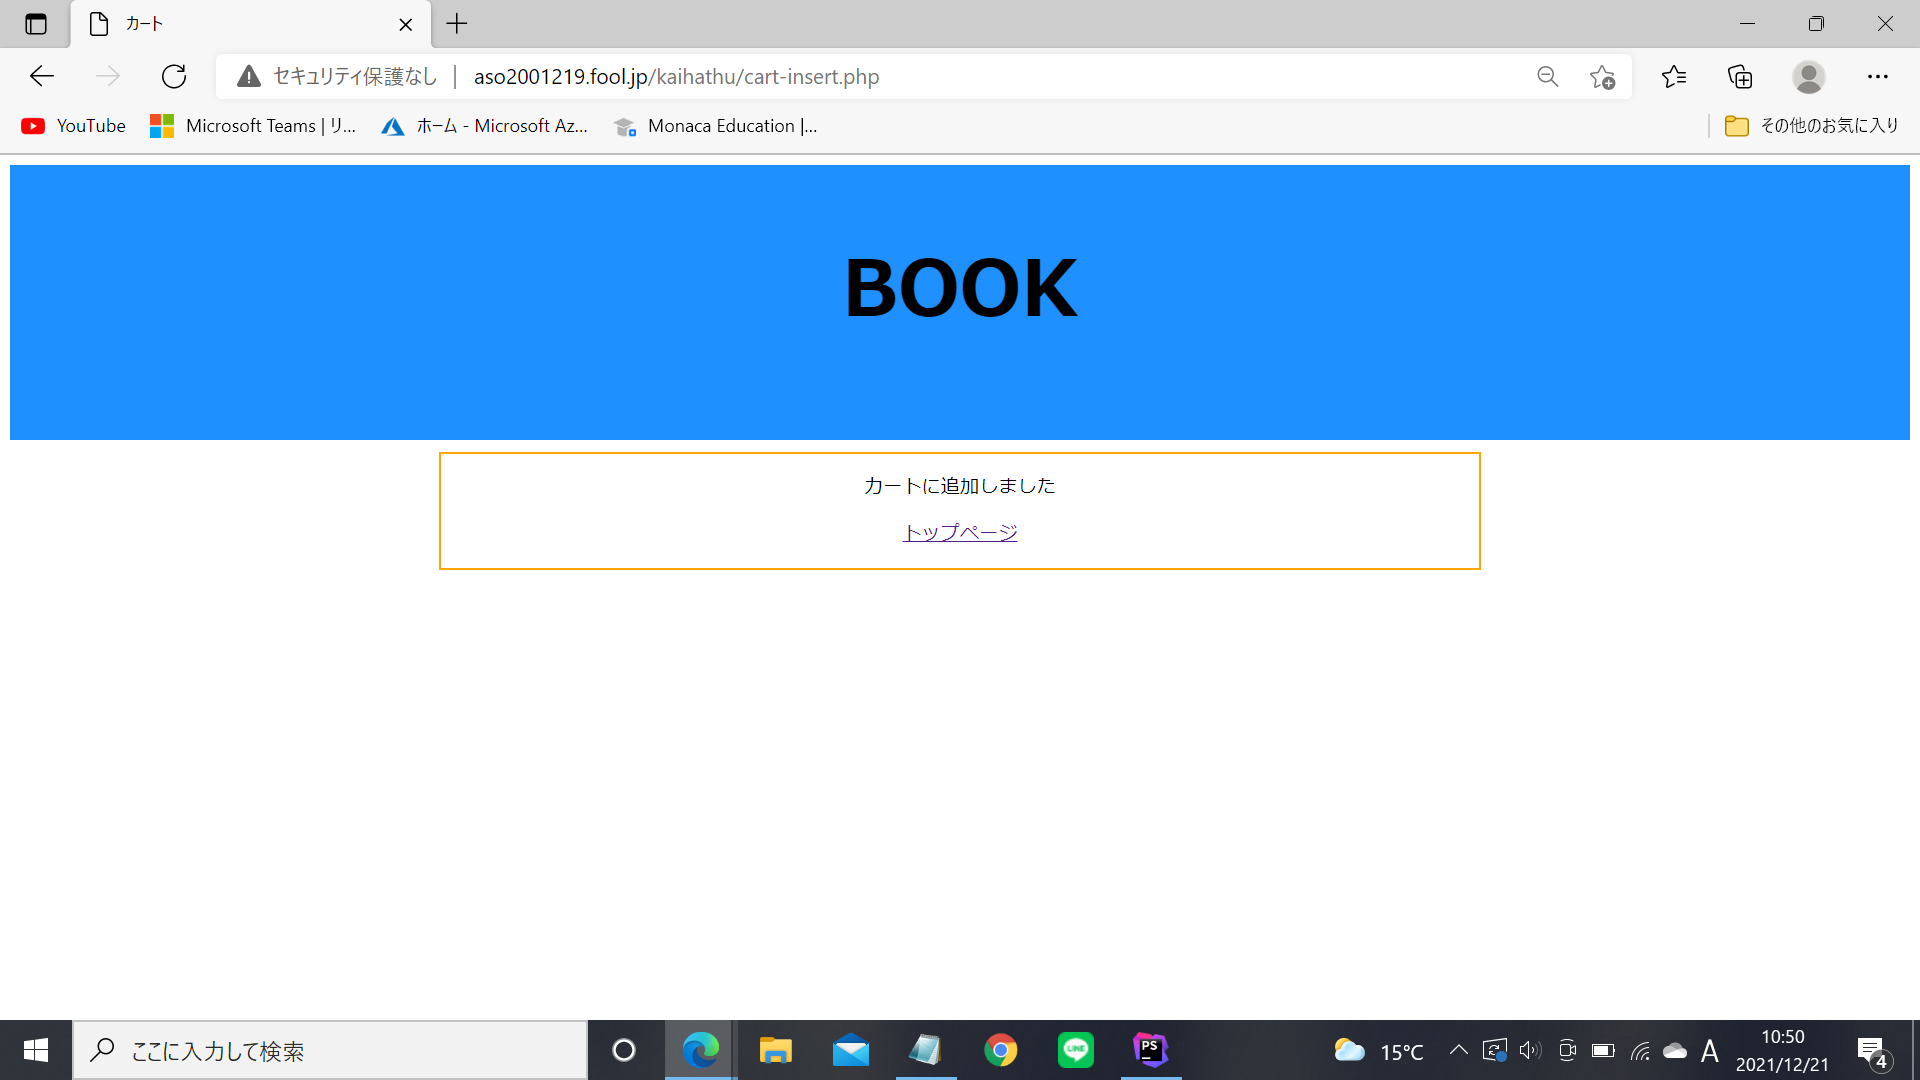 カート
セキュリティ保護なし | aso2001219.fool.jp/kaihathu/cart-insert.php
YouTube
Microsoft Teams | リ...
ホーム - Microsoft Az...
Monaca Education |...
その他のお気に入り
BOOK
カートに追加しました
トップページ
ここに入力して検索
PS
LINE
15°C
A
10:50
2021/12/21
4